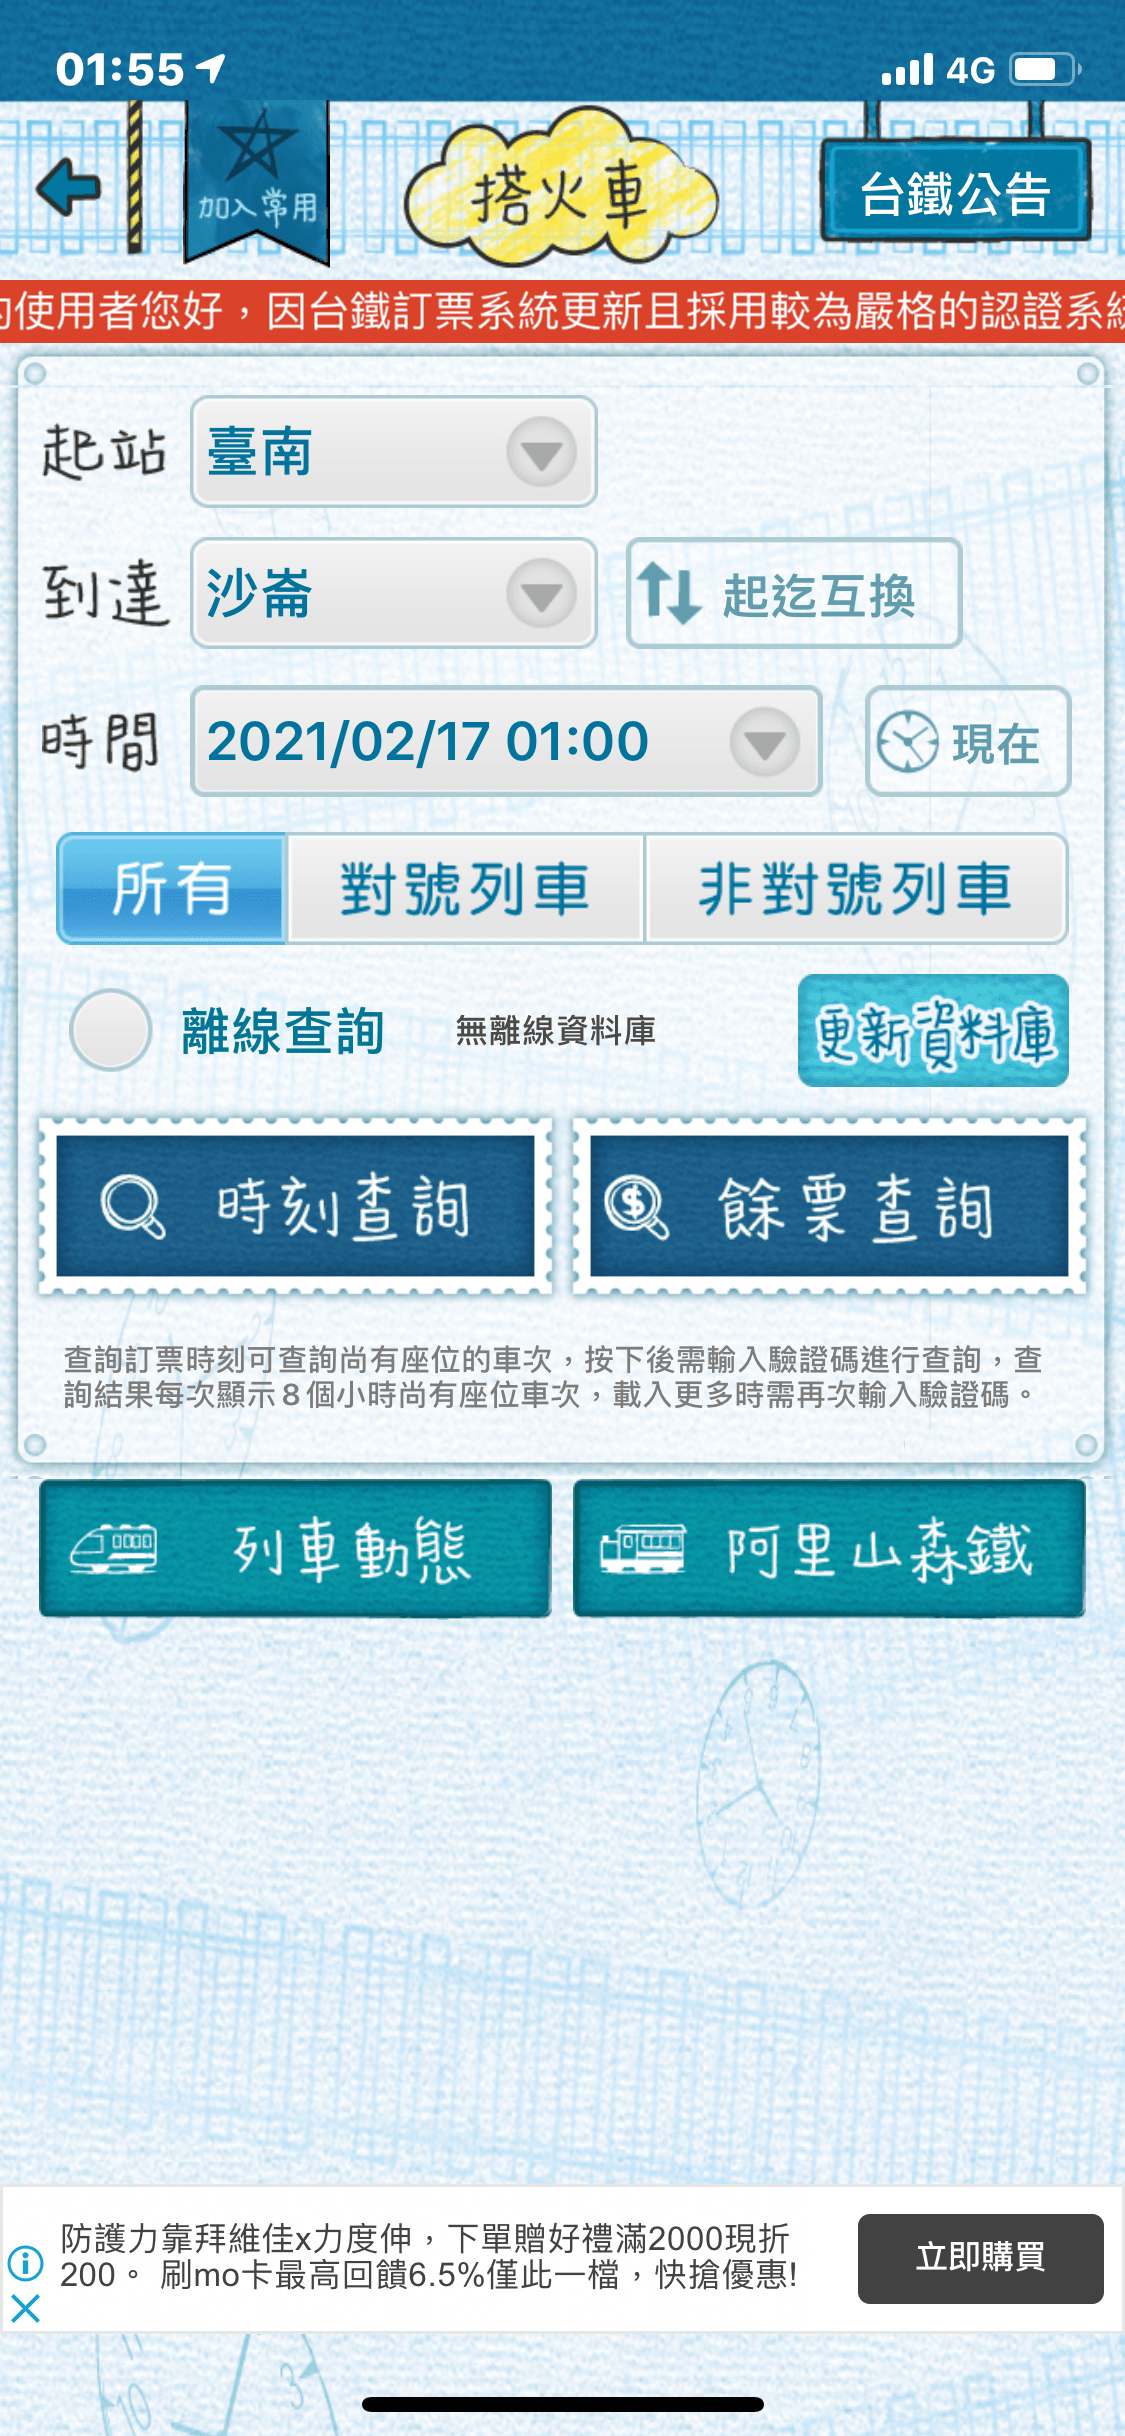 01:55
4G
加入常用
搭火車
台鐵公告
使用者您好，因台鐵訂票系統更新且採用較為嚴格的認證系
起站
臺南
到達
沙崙
起迄互換
時間
2021/02/17 01:00
現在
所有
對號列車
非對號列車
離線查詢
無離線資料庫
更新資料庫
時刻查詢
餘票查詢
查詢訂票時刻可查詢尚有座位的車次，按下後需輸入驗證碼進行查詢，查
詢結果每次顯示８個小時尚有座位車次，載入更多時需再次輸入驗證碼。
列車動態
阿里山森鐵
防護力靠拜維佳x力度伸，下單贈好禮滿2000現折
200。 刷mo卡最高回饋6.5%僅此一檔，快搶優惠!
立即購買